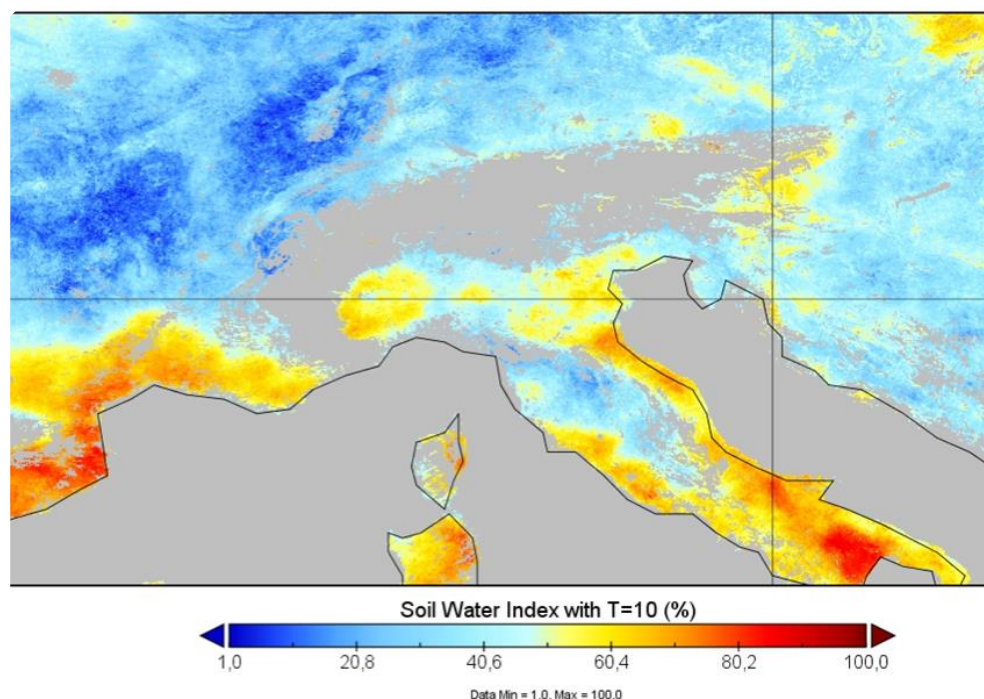 Soil Water Index with T=10 (%)
1,0 20,8 40,6 60,4 80,2 100,0
Data Min = 1.0, Max = 100.0